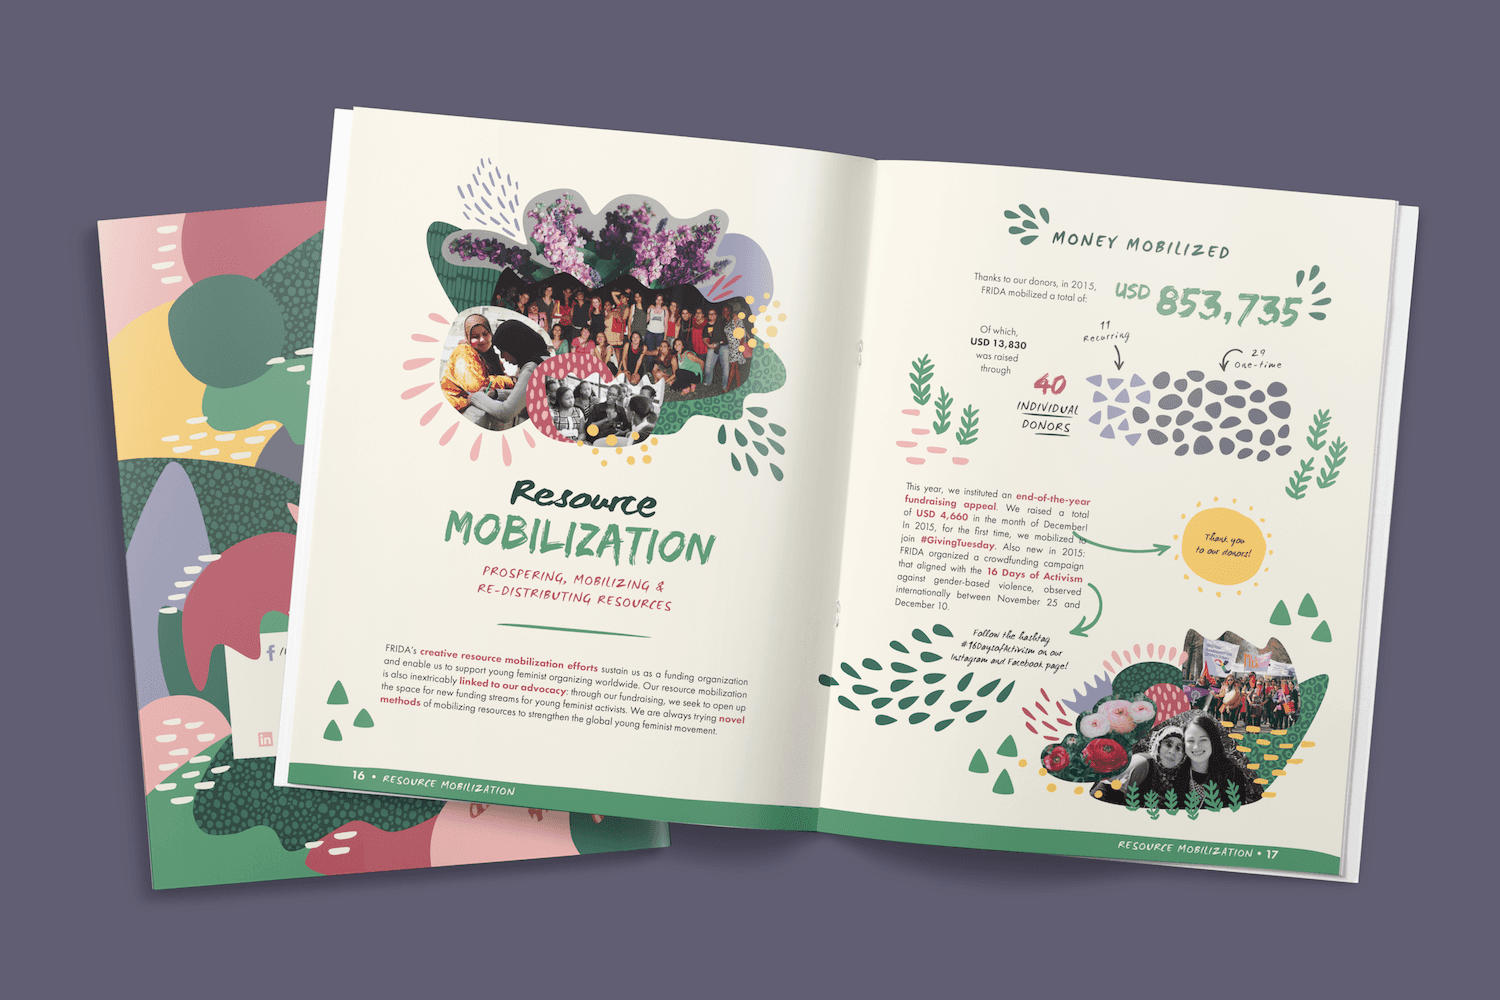 Resource
MOBILIZATION
PROSPERING, MOBILIZING &
RE-DISTRIBUTING RESOURCES
FRIDA's creative resource mobilization efforts sustain us as a funding organization
and enable us to support young feminist organizing worldwide. Our resource mobilization
is also inextricably linked to our advocacy: through our fundraising, we seek to open up
the space for new funding streams for young feminist activists. We are always trying novel
methods of mobilizing resources to strengthen the global young feminist movement.
16 • RESOURCE MOBILIZATION
MONEY MOBILIZED
Thanks to our donors, in 2015,
FRIDA mobilized a total of:
USD 853,735
Of which,
USD 13,830
was raised
through
40
INDIVIDUAL
DONORS
11
recurring
29
one-time
This year, we instituted an end-of-the-year
fundraising appeal. We raised a total
of USD 4,660 in the month of December!
In 2015, for the first time, we mobilized to
join #GivingTuesday. Also new in 2015:
FRIDA organized a crowdfunding campaign
that aligned with the 16 Days of Activism
against gender-based violence, observed
internationally between November 25 and
December 10.
Thank you
to our donors!
Follow the hashtag
#16DaysofActivism on our
Instagram and Facebook page!
RESOURCE MOBILIZATION • 17
f /
in